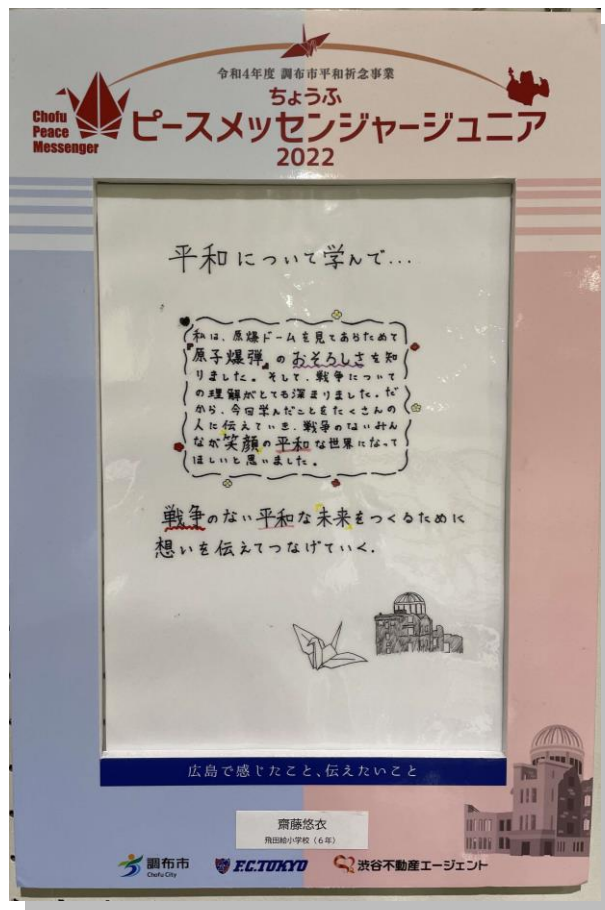 令和4年度 調布市平和祈念事業
ちょうふ
Chofu
Peace
Messenger
ピースメッセンジャージュニア
2022
平和について学んで...
私は、原爆ドームを見てあらためて
原子爆弾のおそろしさを知
りました。そして、戦争について
の理解がとても深まりました。だ
から、今回学んだことをたくさんの
人に伝えていき、戦争のないみん
なが笑顔の平和な世界になって
ほしいと思いました。
戦争のない平和な未来をつくるために
想いを伝えてつなげていく.
広島で感じたこと、伝えたいこと
齋藤悠衣
飛田給小学校（6年）
調布市
Chofu City
F.C.TOKYO
渋谷不動産エージェント